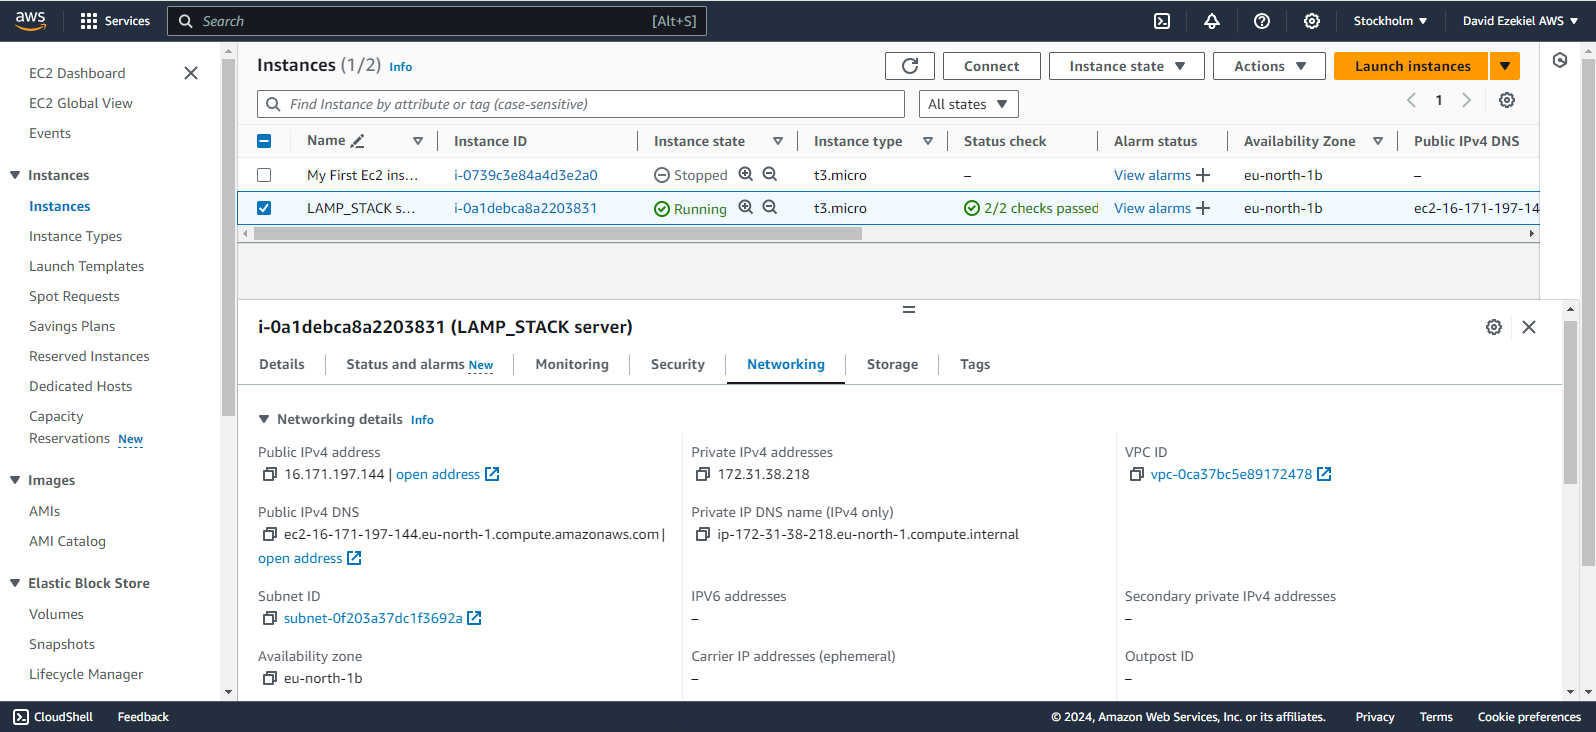 aws Services Search [Alt+S] Stockholm ▼ David Ezekiel AWS ▼
EC2 Dashboard
EC2 Global View
Events
Instances
Instances
Instance Types
Launch Templates
Spot Requests
Savings Plans
Reserved Instances
Dedicated Hosts
Capacity
Reservations New
Images
AMIs
AMI Catalog
Elastic Block Store
Volumes
Snapshots
Lifecycle Manager
Instances (1/2) Info Connect Instance state Actions Launch instances
Find Instance by attribute or tag (case-sensitive) All states 1
Name Instance ID Instance state Instance type Status check Alarm status Availability Zone Public IPv4 DNS
My First Ec2 ins... i-0739c3e84a4d3e2a0 Stopped t3.micro – View alarms + eu-north-1b –
LAMP_STACK s... i-0a1debca8a2203831 Running t3.micro 2/2 checks passed View alarms + eu-north-1b ec2-16-171-197-14
i-0a1debca8a2203831 (LAMP_STACK server)
Details Status and alarms New Monitoring Security Networking Storage Tags
Networking details Info
Public IPv4 address Private IPv4 addresses VPC ID
16.171.197.144 | open address 172.31.38.218 vpc-0ca37bc5e89172478
Public IPv4 DNS Private IP DNS name (IPv4 only)
ec2-16-171-197-144.eu-north-1.compute.amazonaws.com | ip-172-31-38-218.eu-north-1.compute.internal
open address
Subnet ID IPV6 addresses Secondary private IPv4 addresses
subnet-0f203a37dc1f3692a – –
Availability zone Carrier IP addresses (ephemeral) Outpost ID
eu-north-1b – –
CloudShell Feedback © 2024, Amazon Web Services, Inc. or its affiliates. Privacy Terms Cookie preferences